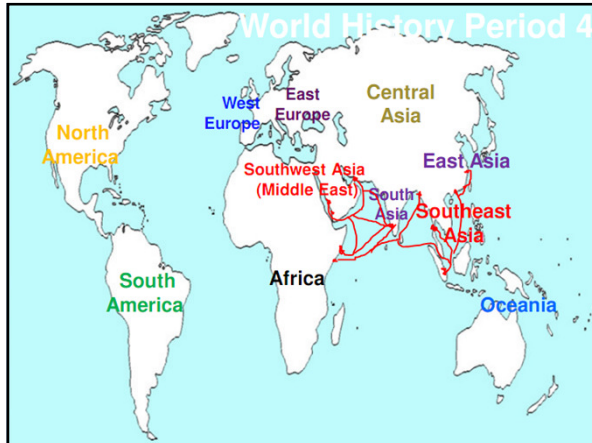 World History Period 4
West
Europe
East
Europe
Central
Asia
North
America
Southwest Asia
(Middle East)
East Asia
South
Asia
Southeast
Asia
Africa
South
America
Oceania